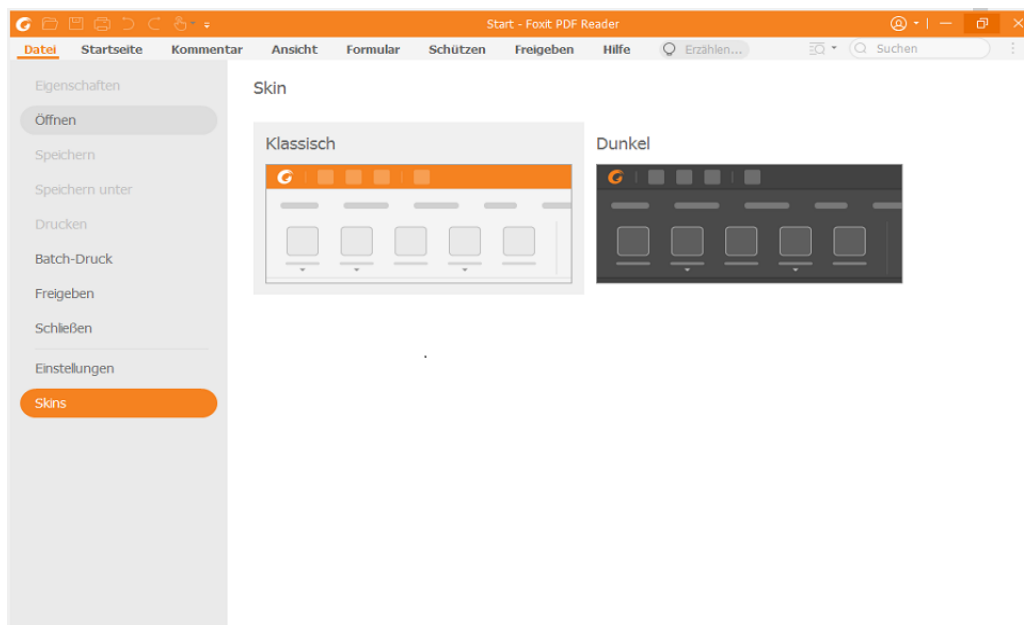 Start - Foxit PDF Reader
Datei Startseite Kommentar Ansicht Formular Schützen Freigeben Hilfe Erzählen... Suchen
Eigenschaften
Öffnen
Speichern
Speichern unter
Drucken
Batch-Druck
Freigeben
Schließen
Einstellungen
Skins
Skin
Klassisch Dunkel